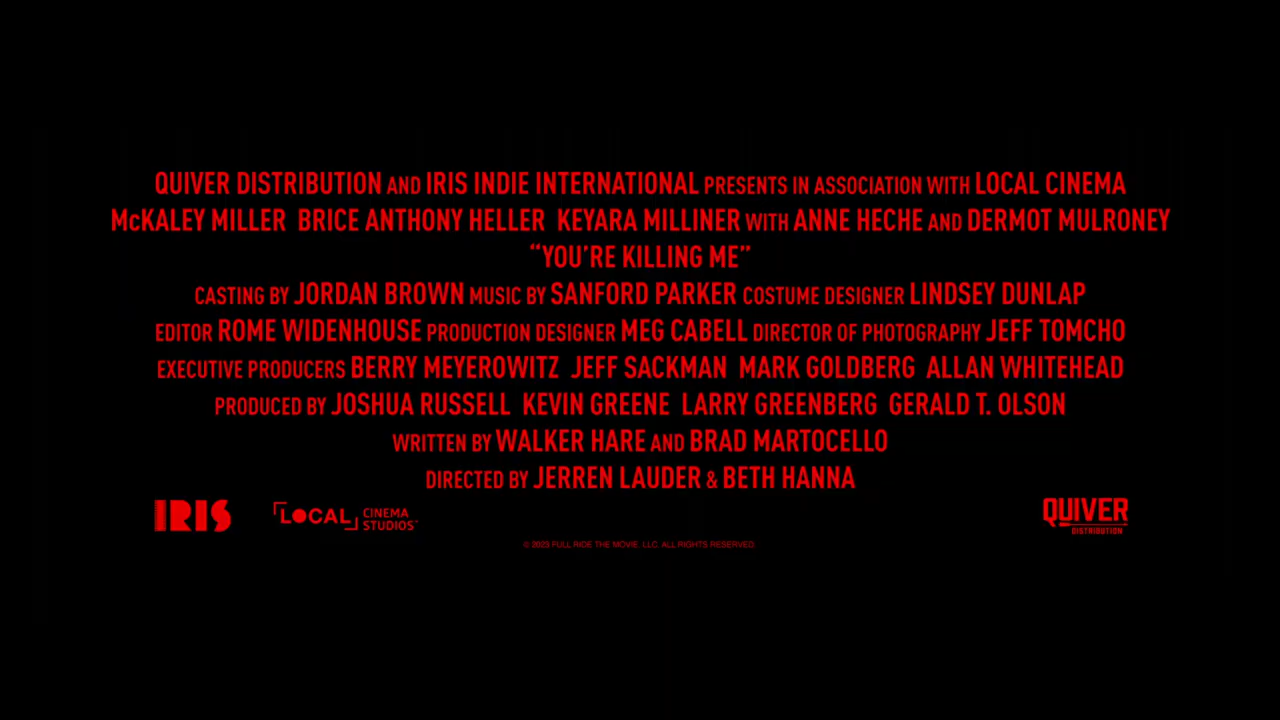 QUIVER DISTRIBUTION AND IRIS INDIE INTERNATIONAL PRESENTS IN ASSOCIATION WITH LOCAL CINEMA
McKALEY MILLER BRICE ANTHONY HELLER KEYARA MILLINER WITH ANNE HECHE AND DERMOT MULRONEY
“YOU’RE KILLING ME”
CASTING BY JORDAN BROWN MUSIC BY SANFORD PARKER COSTUME DESIGNER LINDSEY DUNLAP
EDITOR ROME WIDENHOUSE PRODUCTION DESIGNER MEG CABELL DIRECTOR OF PHOTOGRAPHY JEFF TOMCHO
EXECUTIVE PRODUCERS BERRY MEYEROWITZ JEFF SACKMAN MARK GOLDBERG ALLAN WHITEHEAD
PRODUCED BY JOSHUA RUSSELL KEVIN GREENE LARRY GREENBERG GERALD T. OLSON
WRITTEN BY WALKER HARE AND BRAD MARTOCELLO
DIRECTED BY JERREN LAUDER & BETH HANNA
IRIS
LOCAL CINEMA STUDIOS
QUIVER
DISTRIBUTION
© 2023 FULL RIDE THE MOVIE, LLC. ALL RIGHTS RESERVED.